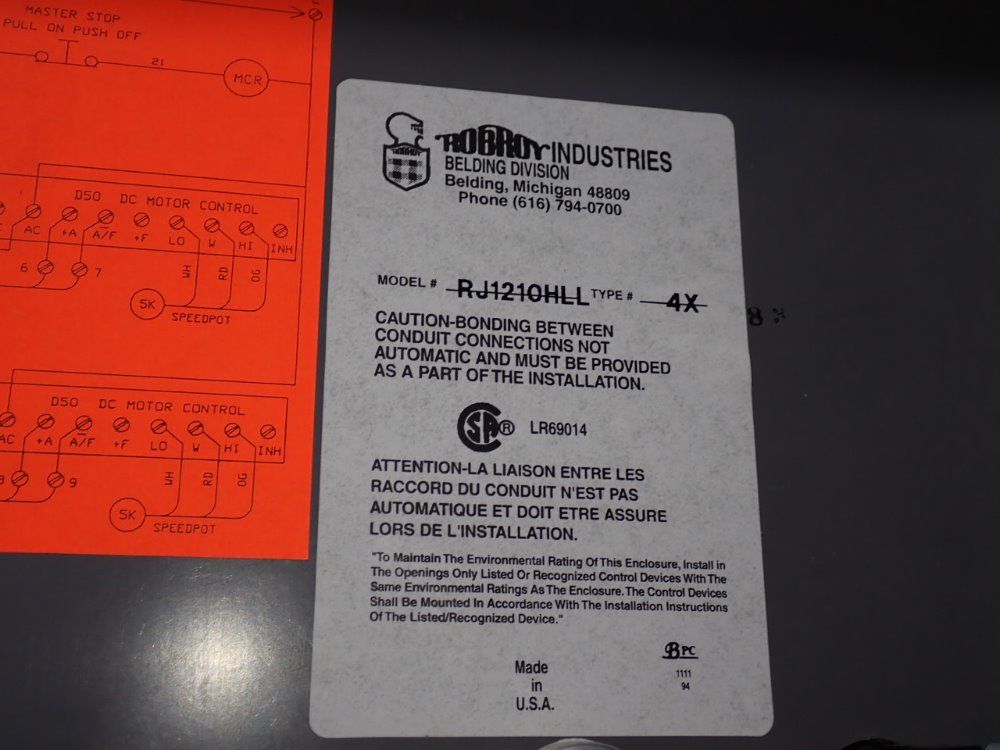 MASTER STOP
PULL ON PUSH OFF
21
MCR
D50 DC MOTOR CONTROL
AC +A A/F +F LO W HI INH
6 7
WH RD OG
5K
SPEEDPOT
D50 DC MOTOR CONTROL
AC +A A/F +F LO W HI INH
9
WH RD OG
5K
SPEEDPOT
ROBROY INDUSTRIES
BELDING DIVISION
Belding, Michigan 48809
Phone (616) 794-0700
MODEL # RJ1210HLL TYPE # 4X
CAUTION-BONDING BETWEEN
CONDUIT CONNECTIONS NOT
AUTOMATIC AND MUST BE PROVIDED
AS A PART OF THE INSTALLATION.
SA® LR69014
ATTENTION-LA LIAISON ENTRE LES
RACCORD DU CONDUIT N'EST PAS
AUTOMATIQUE ET DOIT ETRE ASSURE
LORS DE L'INSTALLATION.
"To Maintain The Environmental Rating Of This Enclosure, Install in
The Openings Only Listed Or Recognized Control Devices With The
Same Environmental Ratings As The Enclosure. The Control Devices
Shall Be Mounted In Accordance With The Installation Instructions
Of The Listed/Recognized Device."
Made
in
U.S.A.
BPC
1111
94
8